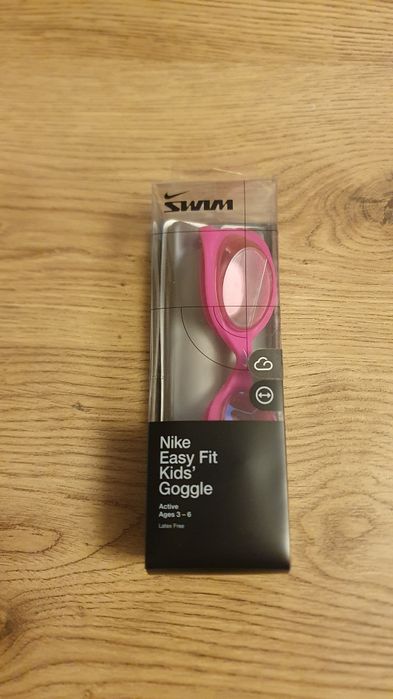 SWIM
Nike
Easy Fit
Kids'
Goggle
Active
Ages 3 – 6
Latex Free